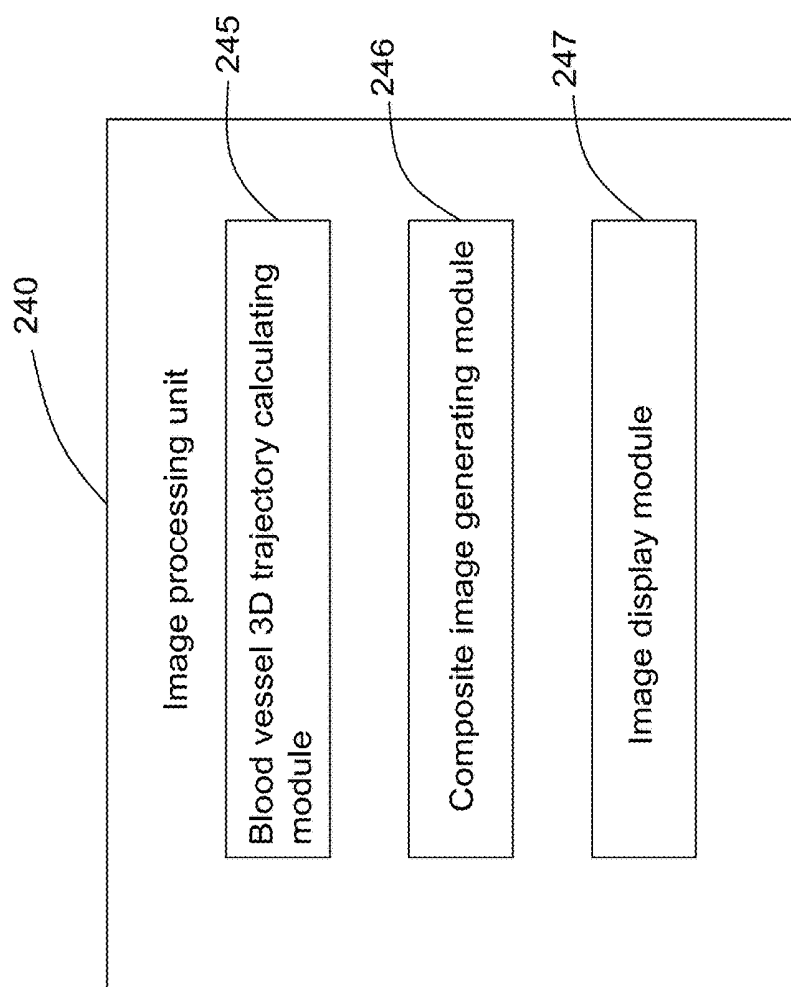 240
Image processing unit
Blood vessel 3D trajectory calculating
module
245
Composite image generating module
246
Image display module
247